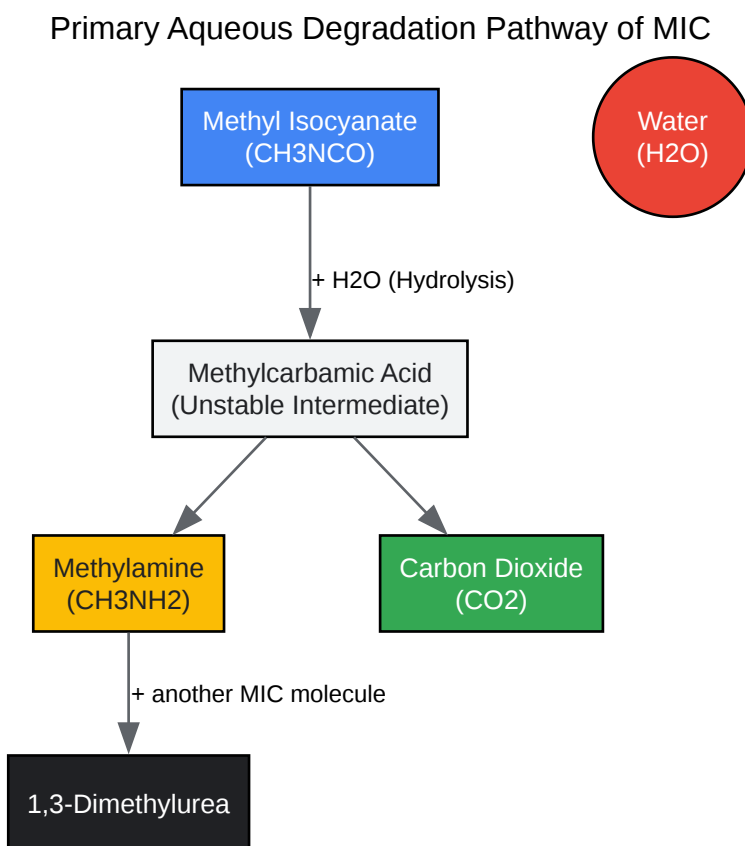 Primary Aqueous Degradation Pathway of MIC
Methyl Isocyanate
(CH3NCO)
Water
(H2O)
+ H2O (Hydrolysis)
Methylcarbamic Acid
(Unstable Intermediate)
Methylamine
(CH3NH2)
Carbon Dioxide
(CO2)
+ another MIC molecule
1,3-Dimethylurea